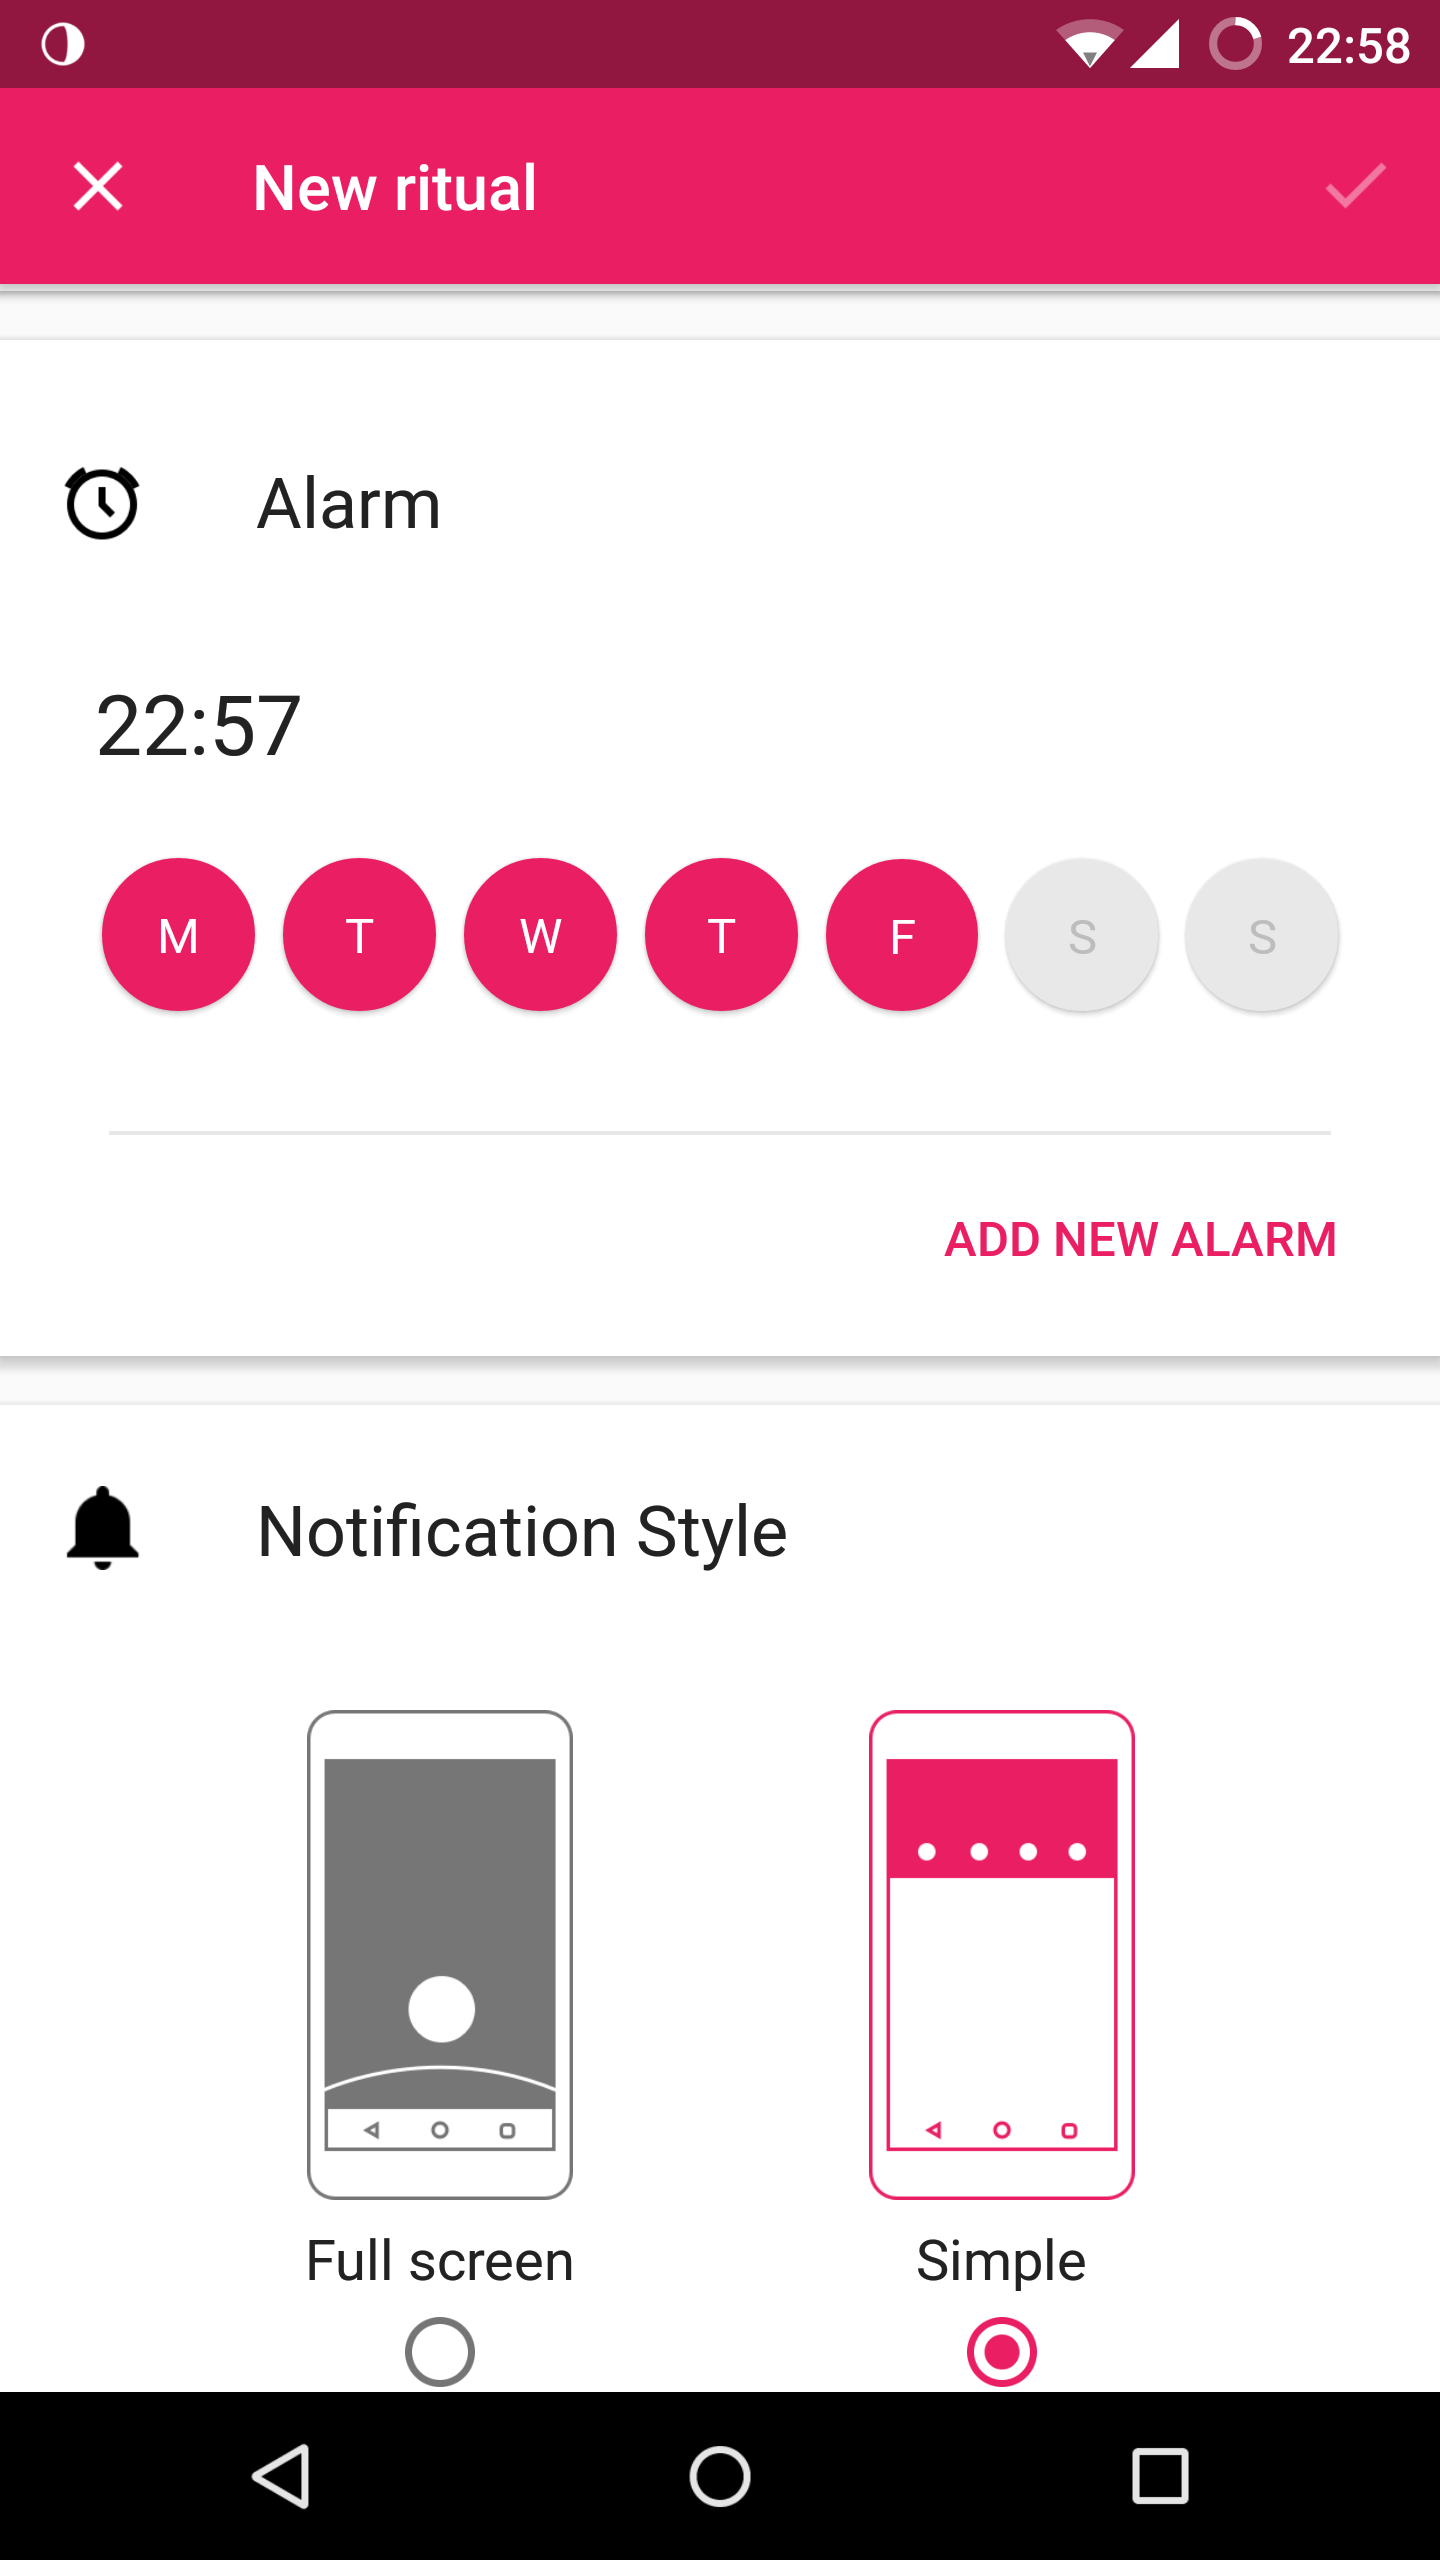 22:58
New ritual
Alarm
22:57
M T W T F S S
ADD NEW ALARM
Notification Style
Full screen Simple